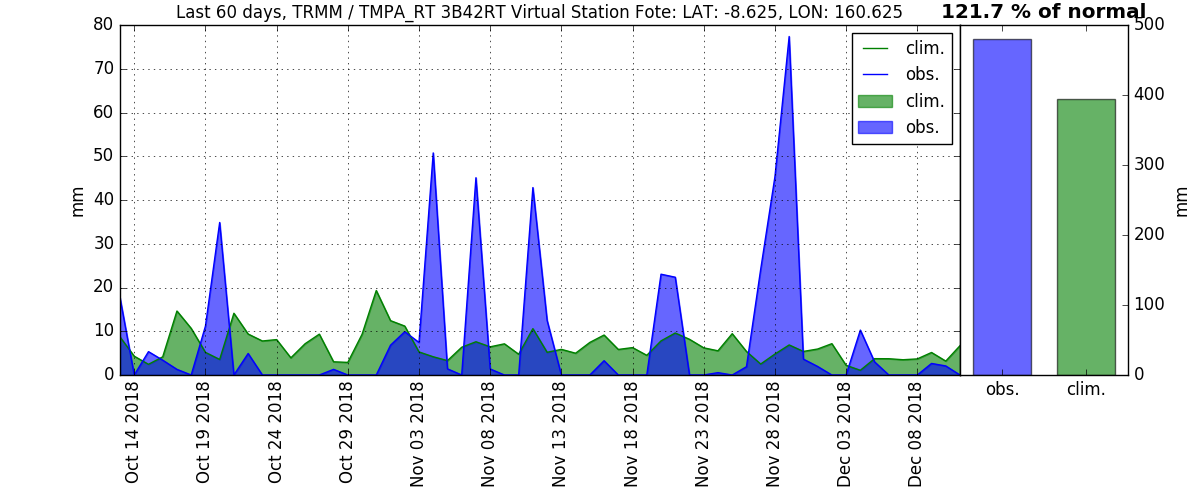 Last 60 days, TRMM / TMPA_RT 3B42RT Virtual Station Fote: LAT: -8.625, LON: 160.625
121.7 % of normal
80
70
60
50
40
30
20
10
0
mm
clim.
obs.
clim.
obs.
Oct 14 2018
Oct 19 2018
Oct 24 2018
Oct 29 2018
Nov 03 2018
Nov 08 2018
Nov 13 2018
Nov 18 2018
Nov 23 2018
Nov 28 2018
Dec 03 2018
Dec 08 2018
500
400
300
200
100
0
mm
obs.
clim.